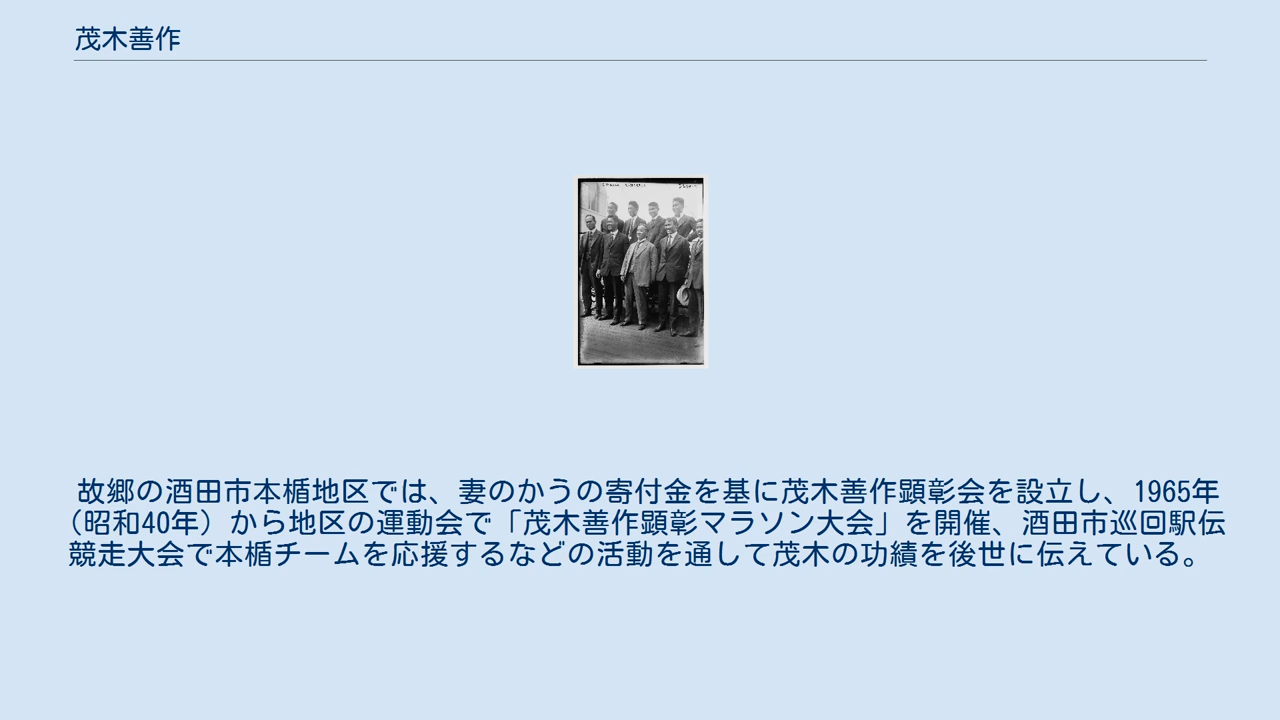 茂木善作
故郷の酒田市本楯地区では、妻のかうの寄付金を基に茂木善作顕彰会を設立し、1965年
（昭和40年）から地区の運動会で「茂木善作顕彰マラソン大会」を開催、酒田市巡回駅伝
競走大会で本楯チームを応援するなどの活動を通して茂木の功績を後世に伝えている。